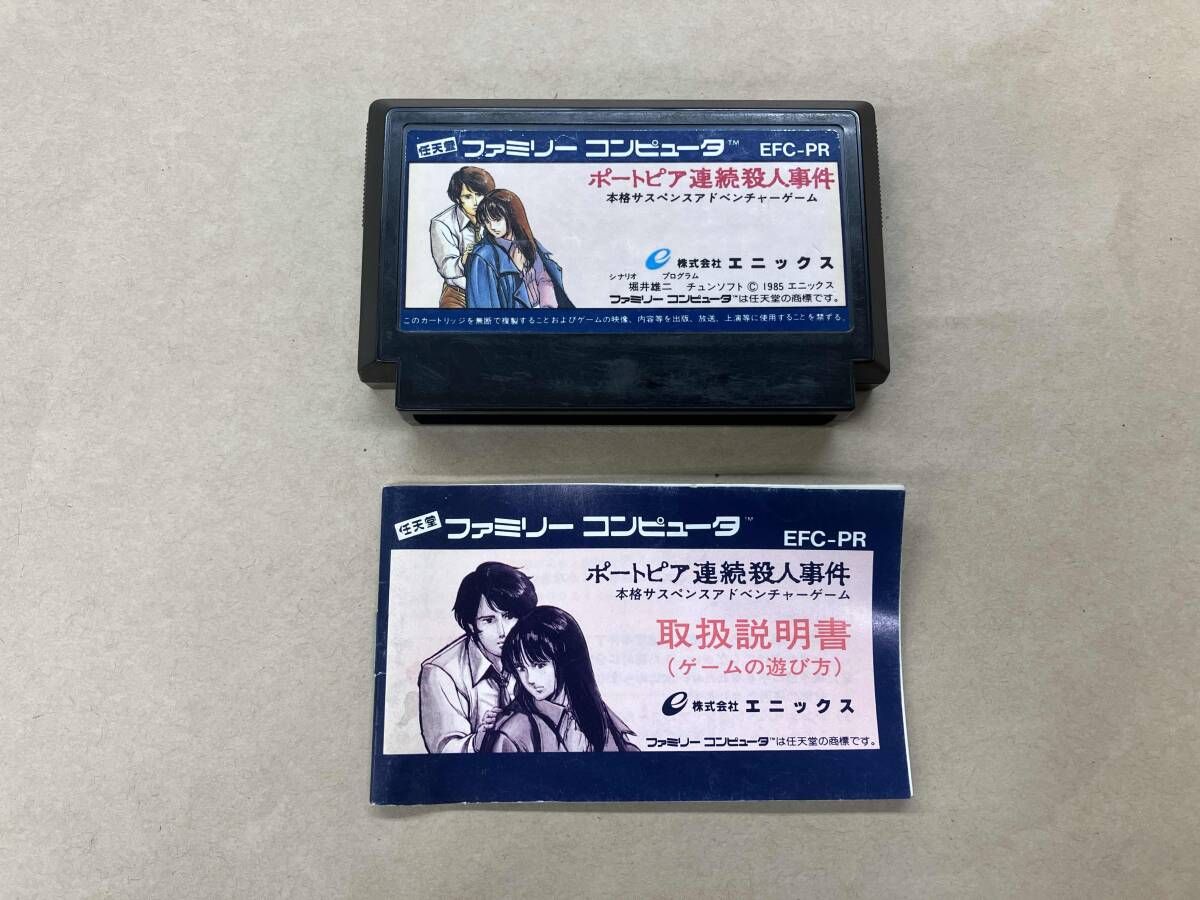 任天堂 ファミリー コンピュータ™ EFC-PR
ポートピア連続殺人事件
本格サスペンスアドベンチャーゲーム
e 株式会社 エニックス
シナリオ プログラム
堀井雄二 チュンソフト © 1985 エニックス
ファミリー コンピュータ™は任天堂の商標です。
このカートリッジを無断で複製することおよびゲームの映像、内容等を出版、放送、上演等に使用することを禁ずる。
任天堂 ファミリー コンピュータ™ EFC-PR
ポートピア連続殺人事件
本格サスペンスアドベンチャーゲーム
取扱説明書
(ゲームの遊び方)
e 株式会社 エニックス
ファミリー コンピュータ™は任天堂の商標です。